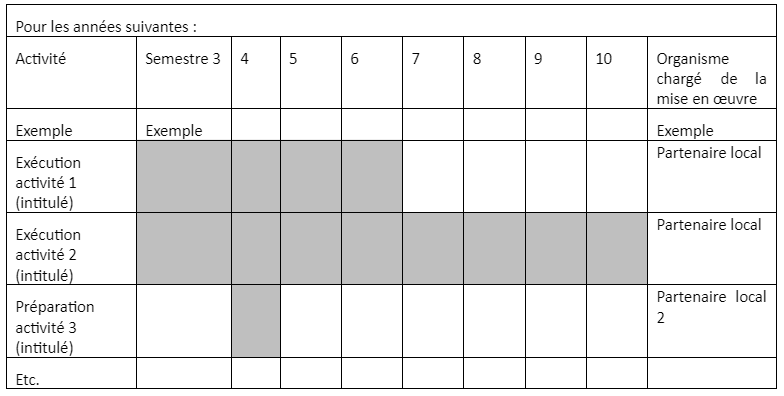 Pour les années suivantes :
Activité Semestre 3 4 5 6 7 8 9 10 Organisme
chargé de la
mise en œuvre
Exemple Exemple Exemple
Exécution
activité 1
(intitulé)
Partenaire local
Exécution
activité 2
(intitulé)
Partenaire local
Préparation
activité 3
(intitulé)
Partenaire local
2
Etc.